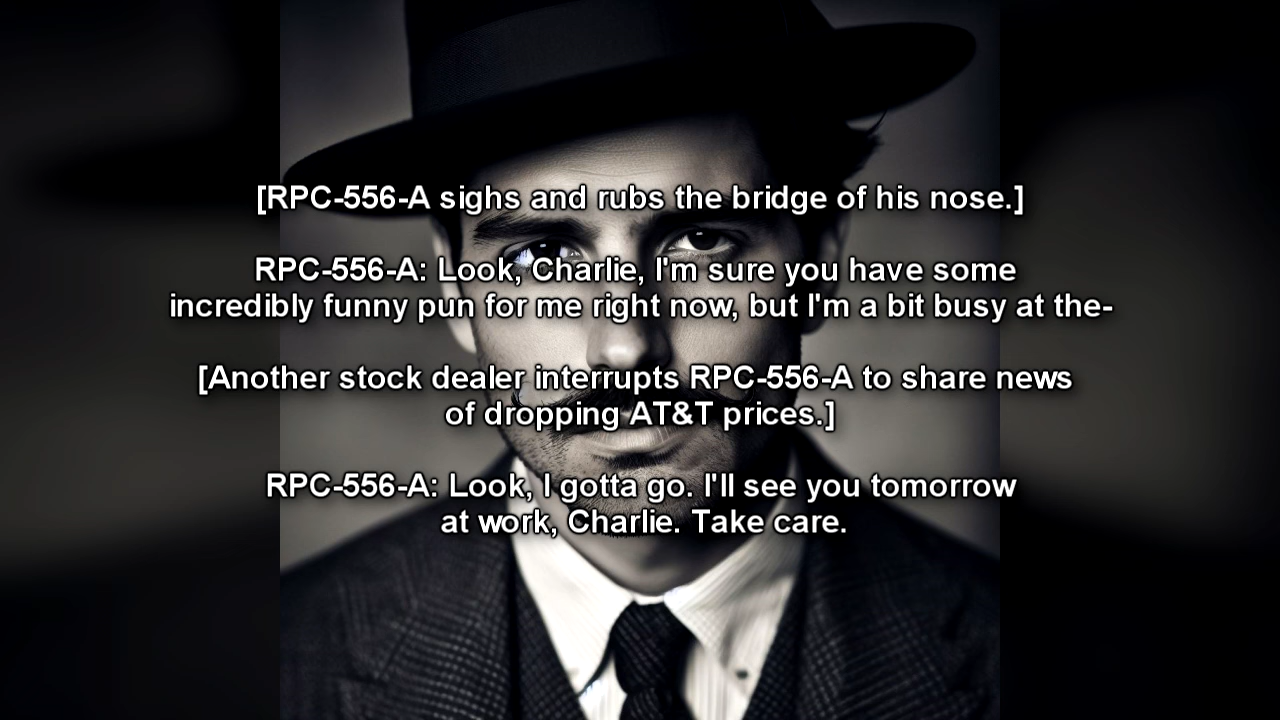 [RPC-556-A sighs and rubs the bridge of his nose.]
RPC-556-A: Look, Charlie, I'm sure you have some
incredibly funny pun for me right now, but I'm a bit busy at the-
[Another stock dealer interrupts RPC-556-A to share news
of dropping AT&T prices.]
RPC-556-A: Look, I gotta go. I'll see you tomorrow
at work, Charlie. Take care.